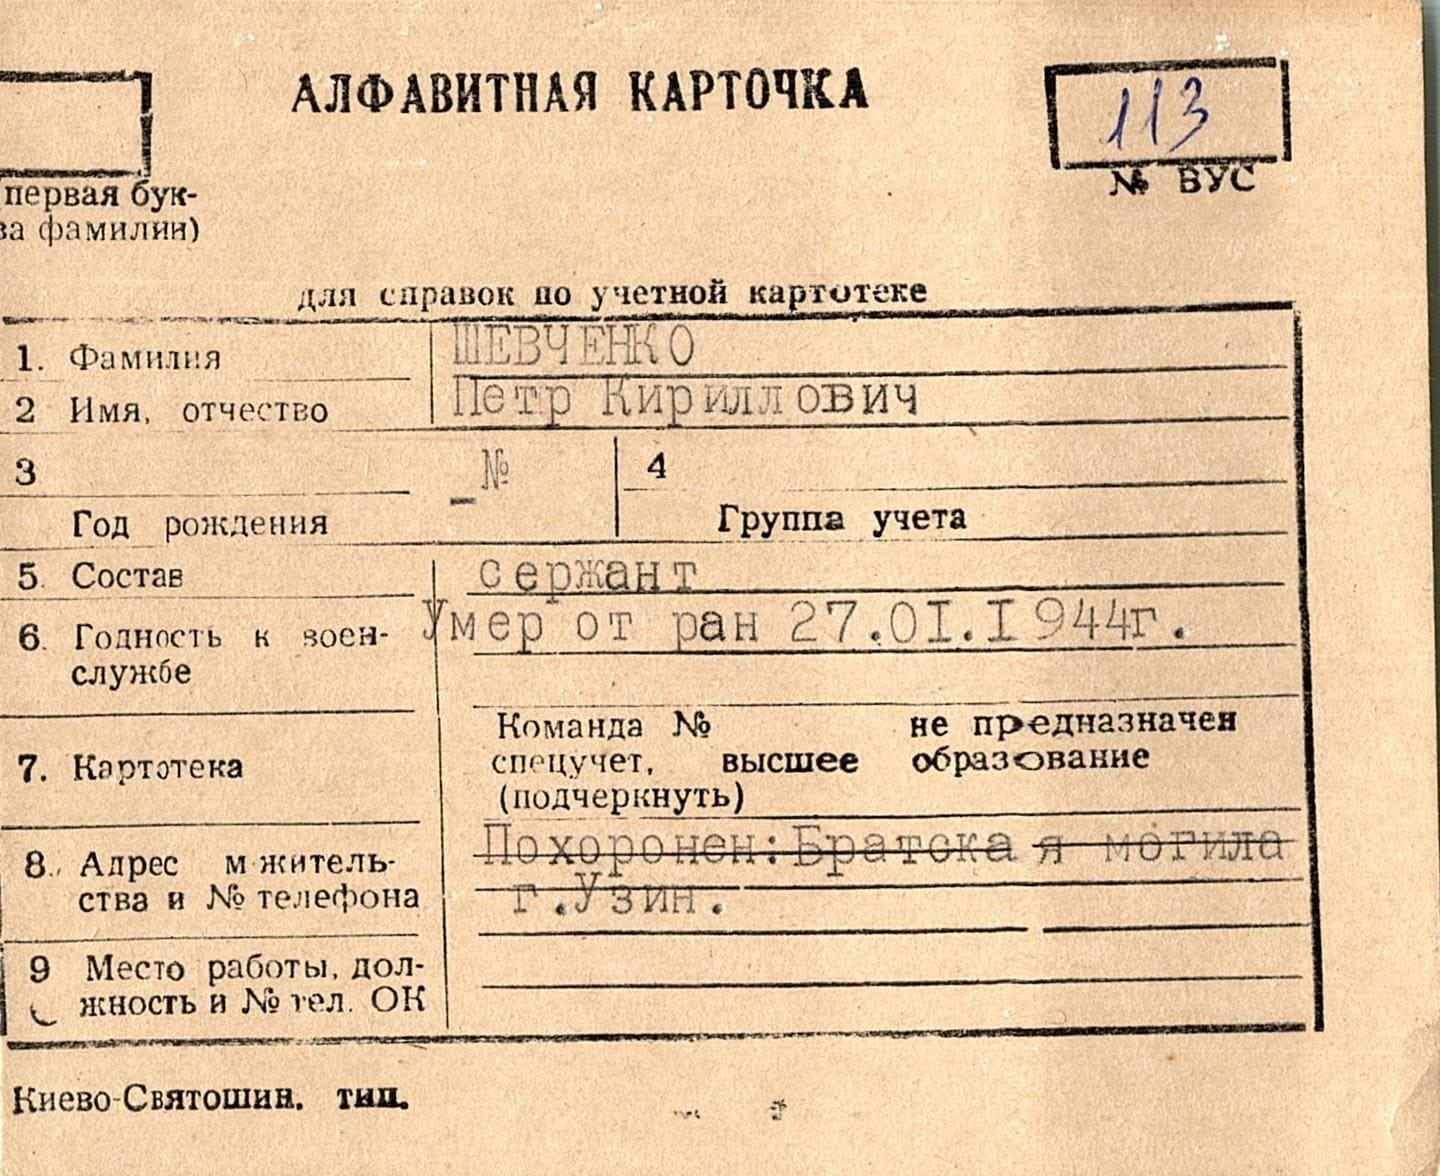 АЛФАВИТНАЯ КАРТОЧКА
113
№ ВУС
первая бук-
ва фамилии)
для справок по учетной картотеке
1. Фамилия ШЕВЧЕНКО
2 Имя, отчество Петр Кириллович
3 № 4
Год рождения Группа учета
5. Состав сержант
6. Годность к воен- Умер от ран 27.01.1944г.
службе
Команда № не предназначен
7. Картотека спецучет, высшее образование
(подчеркнуть)
Похоронен: Братская могила
8. Адрес м житель-
ства и № телефона г.Узин.
9 Место работы, дол-
жность и № тел. ОК
Киево-Святошин. тип.